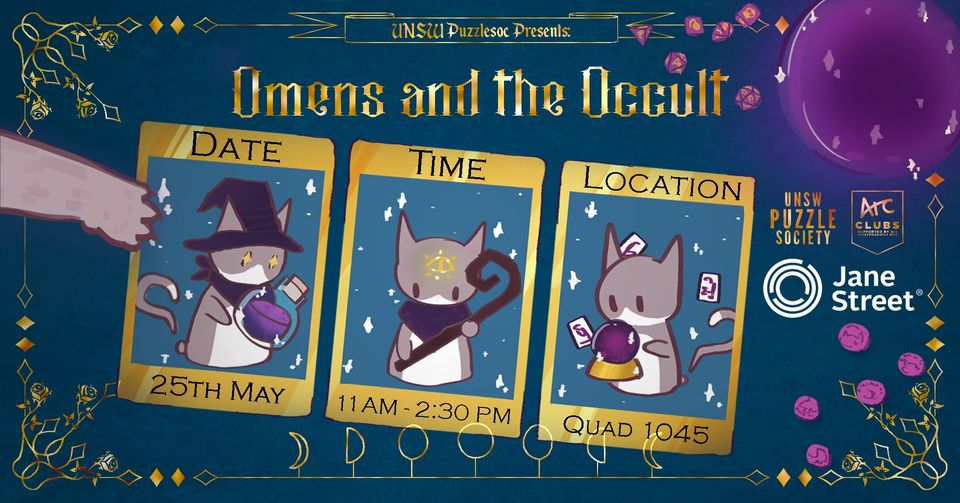 UNSW Puzzlesoc Presents:
Omens and the Occult
DATE
25TH MAY
TIME
11 AM - 2:30 PM
LOCATION
QUAD 1045
UNSW
PUZZLE
SOCIETY
Arc
CLUBS
Jane
Street®